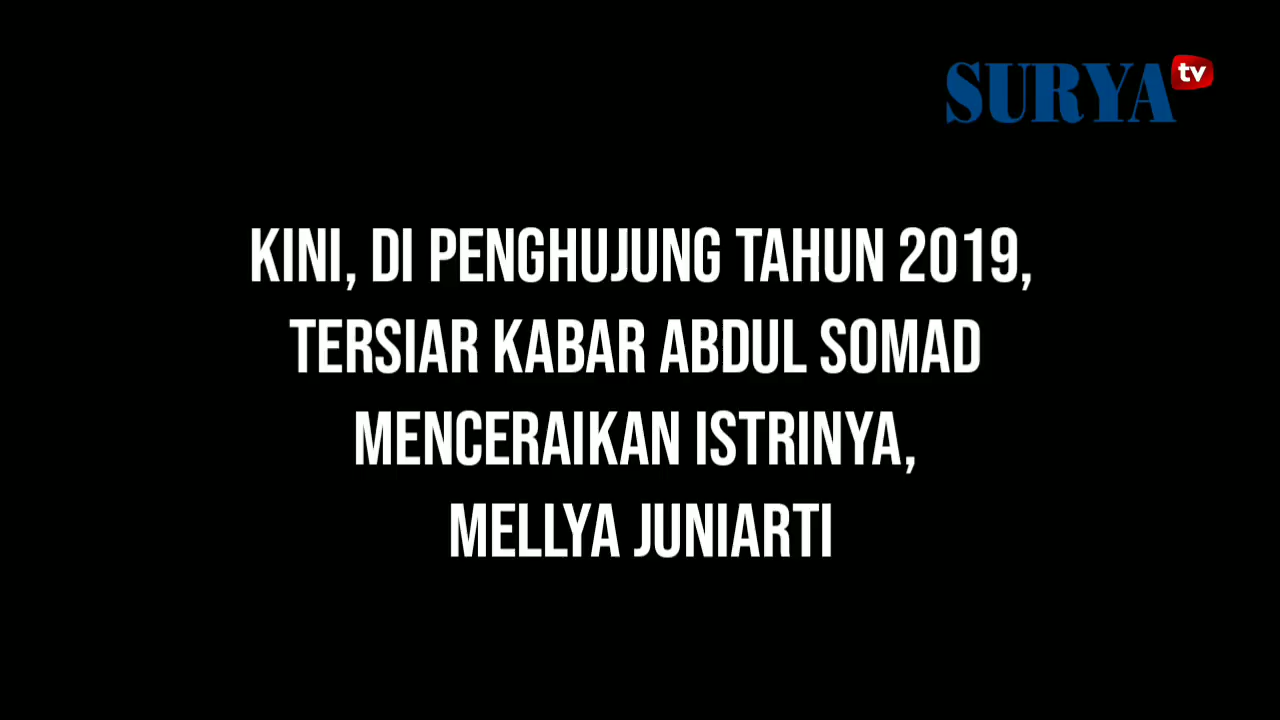 SURYA tv
KINI, DI PENGHUJUNG TAHUN 2019,
TERSIAR KABAR ABDUL SOMAD
MENCERAIKAN ISTRINYA,
MELLYA JUNIARTI